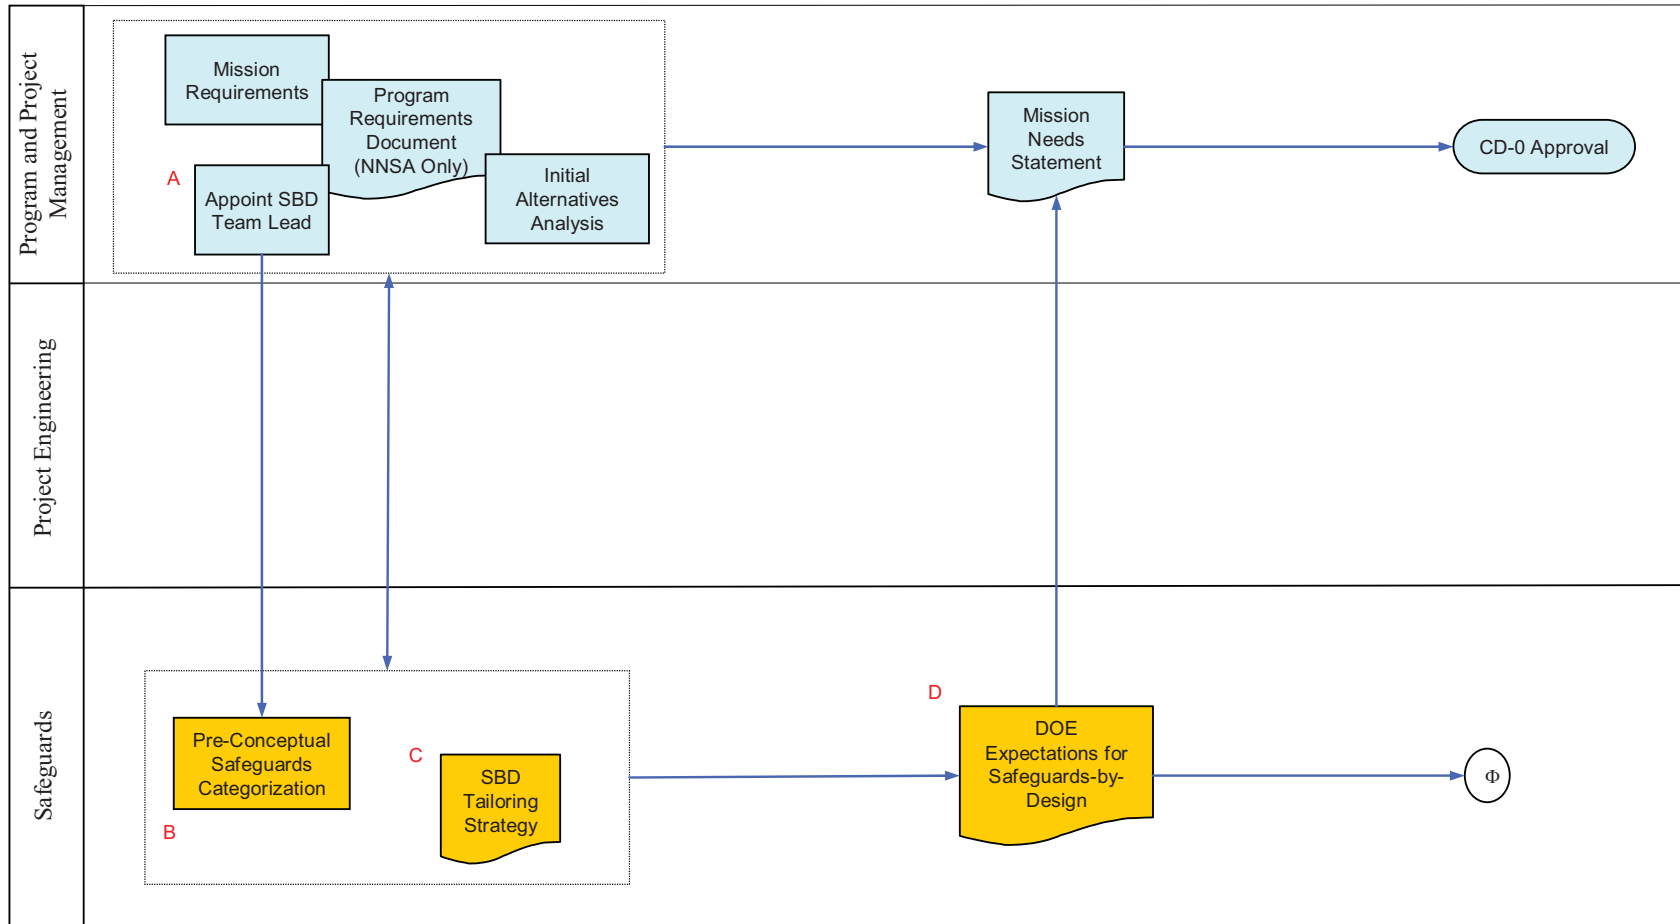 Program and Project
Management
Mission
Requirements
Program
Requirements
Document
(NNSA Only)
A
Appoint SBD
Team Lead
Initial
Alternatives
Analysis
Mission
Needs
Statement
CD-0 Approval
Project Engineering
Safeguards
Pre-Conceptual
Safeguards
Categorization
B
C
SBD
Tailoring
Strategy
D
DOE
Expectations for
Safeguards-by-
Design
Φ